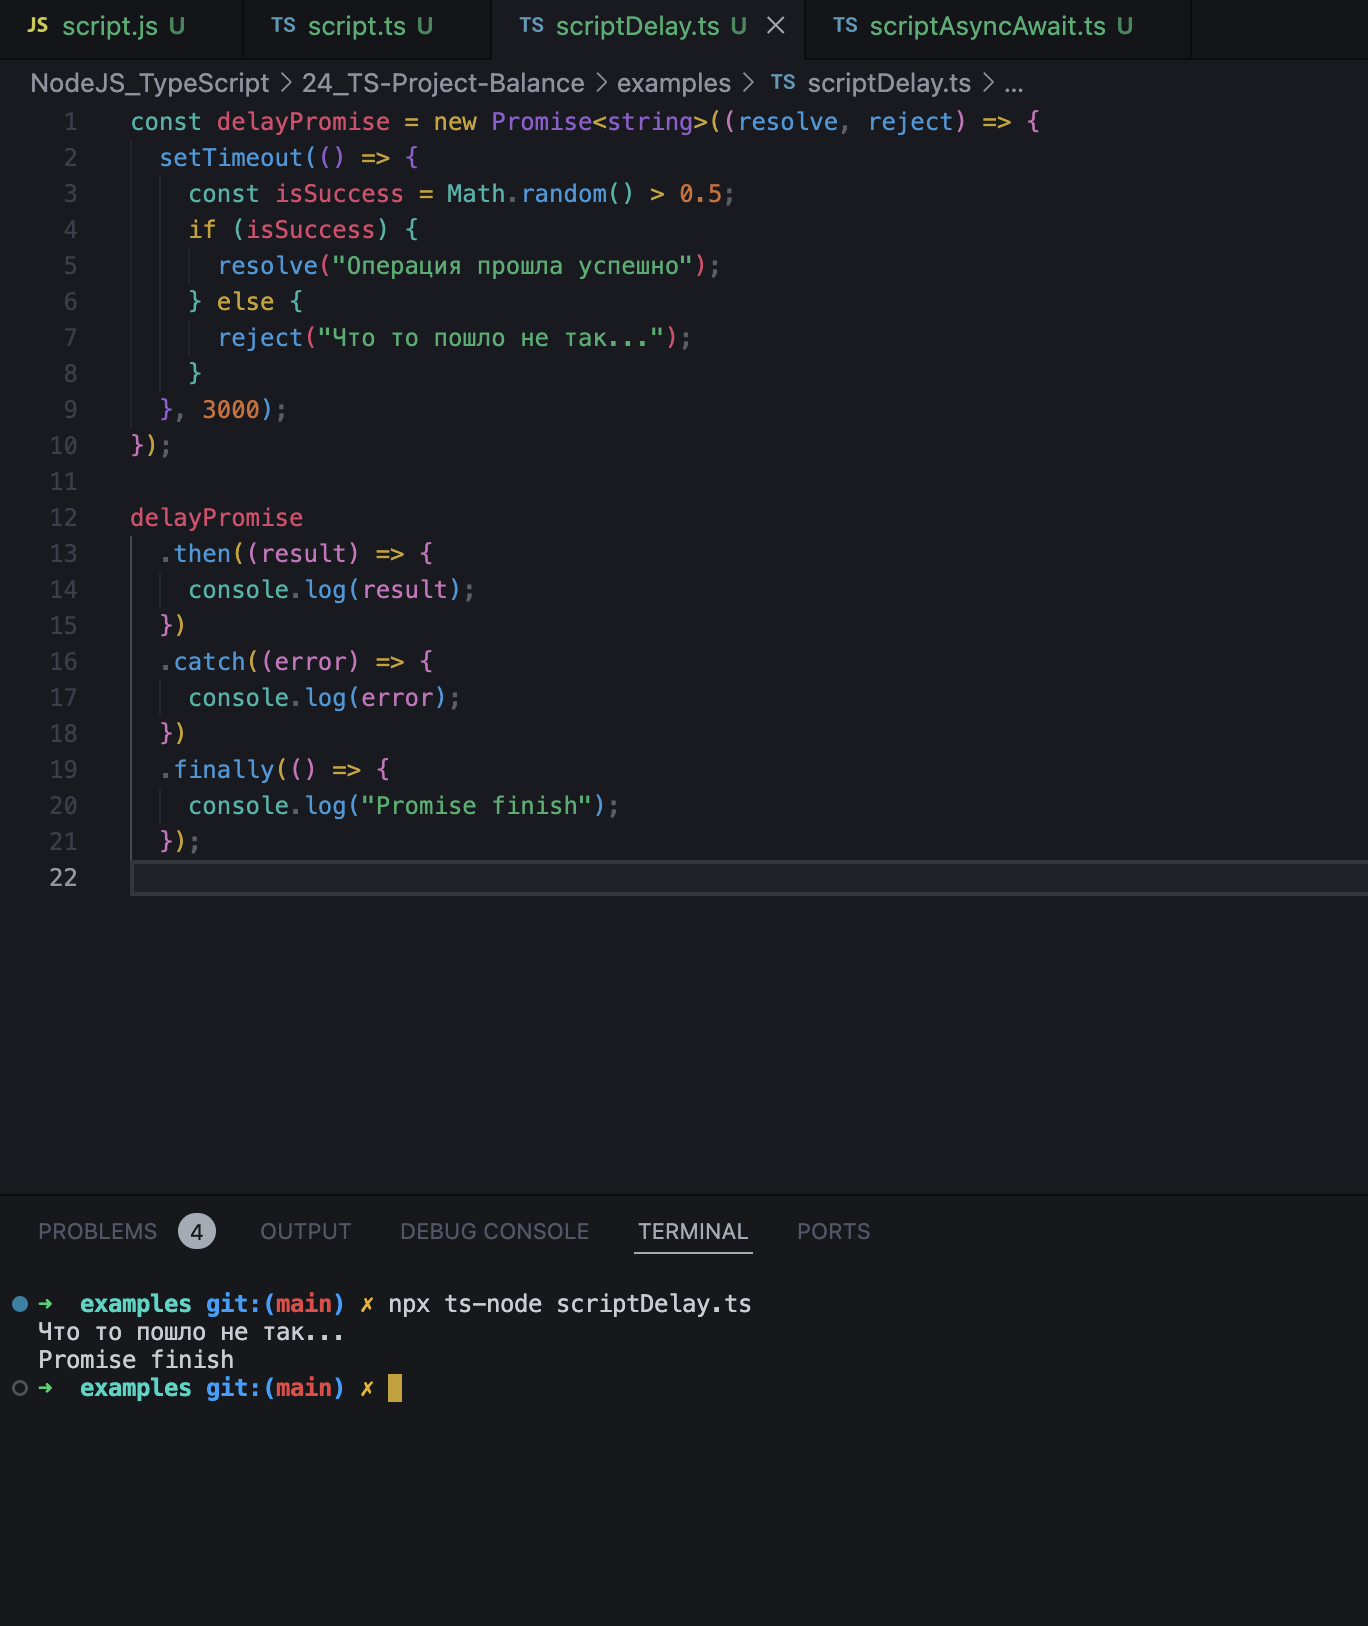 JS script.js U TS script.ts U TS scriptDelay.ts U TS scriptAsyncAwait.ts U
NodeJS_TypeScript > 24_TS-Project-Balance > examples > TS scriptDelay.ts > ...
1 const delayPromise = new Promise<string>((resolve, reject) => {
2 setTimeout(() => {
3 const isSuccess = Math.random() > 0.5;
4 if (isSuccess) {
5 resolve("Операция прошла успешно");
6 } else {
7 reject("Что то пошло не так...");
8 }
9 }, 3000);
10 });
11
12 delayPromise
13 .then((result) => {
14 console.log(result);
15 })
16 .catch((error) => {
17 console.log(error);
18 })
19 .finally(() => {
20 console.log("Promise finish");
21 });
22
PROBLEMS 4 OUTPUT DEBUG CONSOLE TERMINAL PORTS
➜ examples git:(main) ✗ npx ts-node scriptDelay.ts
Что то пошло не так...
Promise finish
➜ examples git:(main) ✗